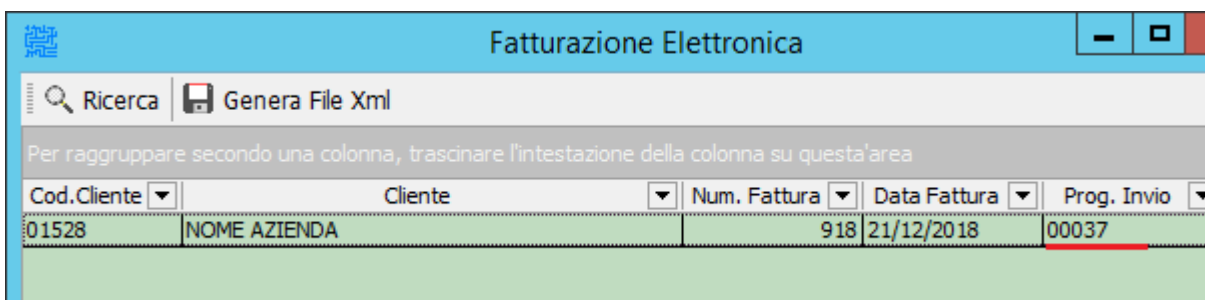 Fatturazione Elettronica
Ricerca Genera File Xml
Per raggruppare secondo una colonna, trascinare l'intestazione della colonna su questa'area
Cod.Cliente Cliente Num. Fattura Data Fattura Prog. Invio
01528 NOME AZIENDA 918 21/12/2018 00037